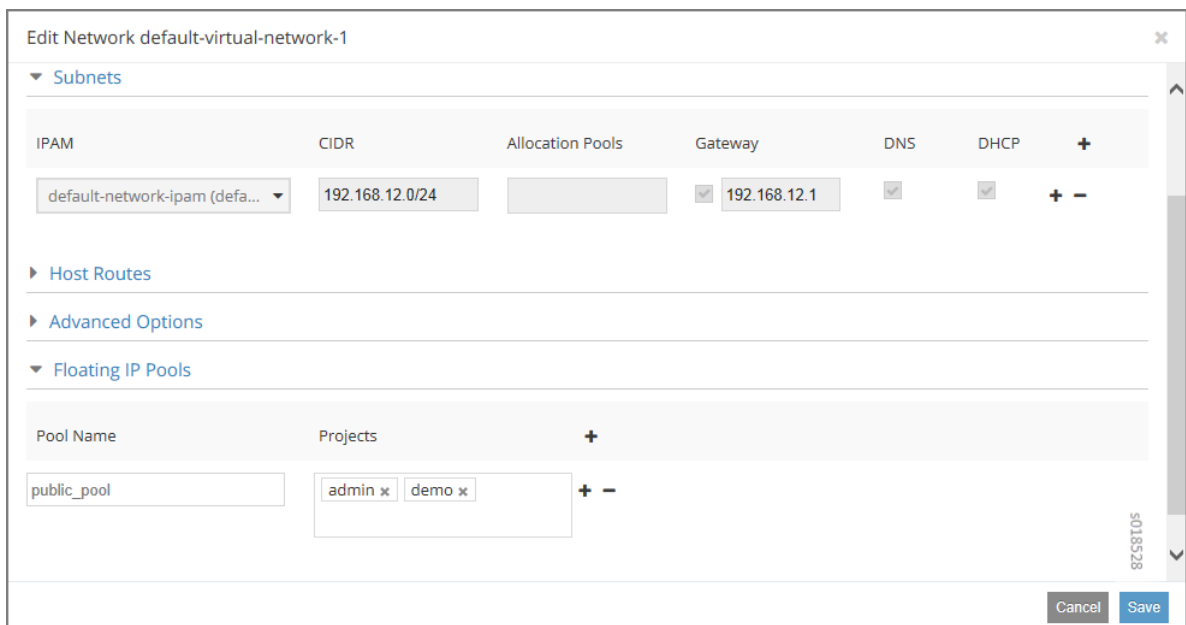 Edit Network default-virtual-network-1
Subnets
IPAM CIDR Allocation Pools Gateway DNS DHCP +
default-network-ipam (defa... 192.168.12.0/24 192.168.12.1 + −
Host Routes
Advanced Options
Floating IP Pools
Pool Name Projects +
public_pool admin × demo × + −
s018528
Cancel Save